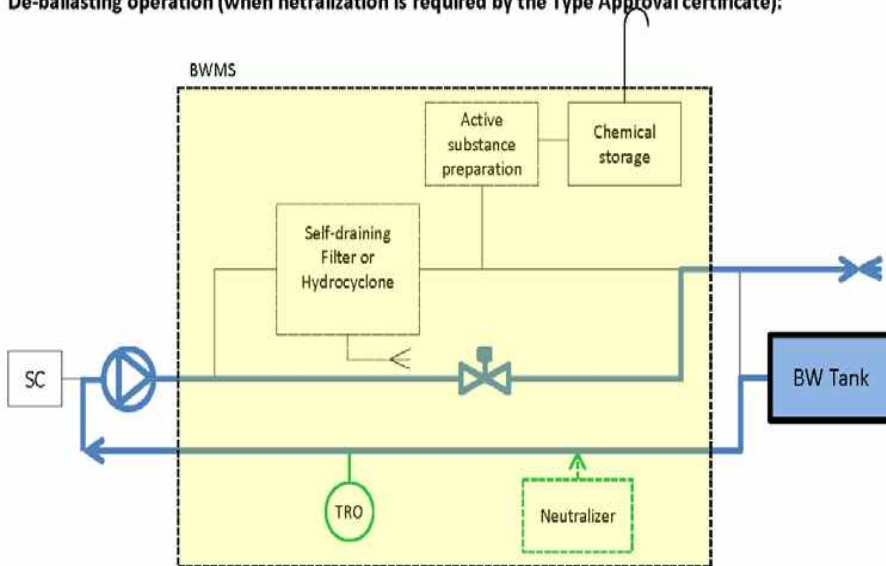 De-ballasting operation (when netralization is required by the Type Approval certificate):
BWMS
Active
substance
preparation
Chemical
storage
Self-draining
Filter or
Hydrocyclone
SC
BW Tank
TRO
Neutralizer